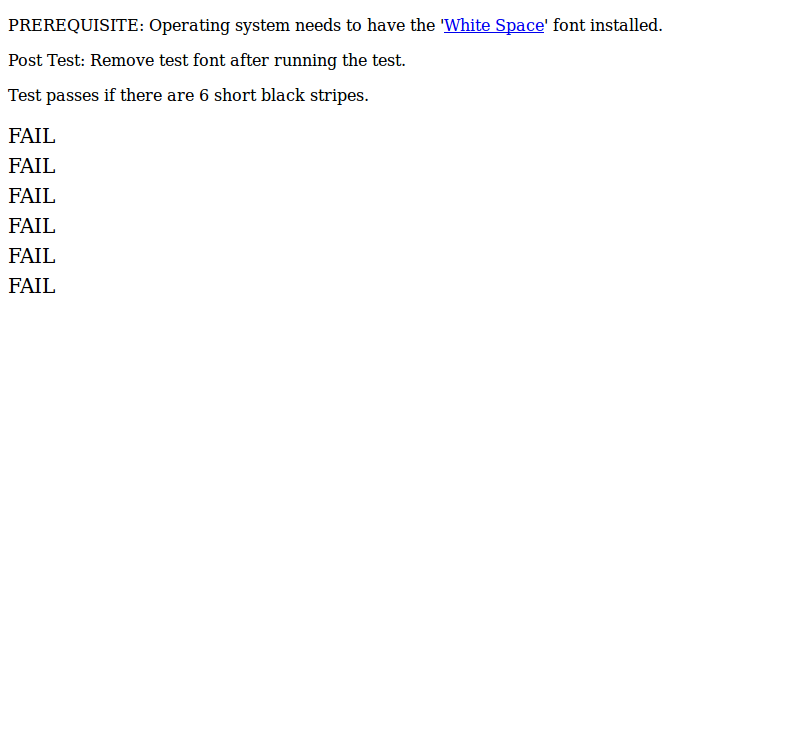 PREREQUISITE: Operating system needs to have the 'White Space' font installed.
Post Test: Remove test font after running the test.
Test passes if there are 6 short black stripes.
FAIL
FAIL
FAIL
FAIL
FAIL
FAIL